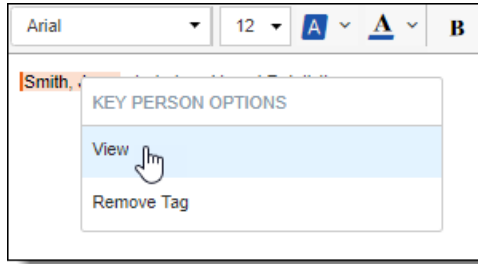 Arial 12 A A B
Smith,
KEY PERSON OPTIONS
View
Remove Tag